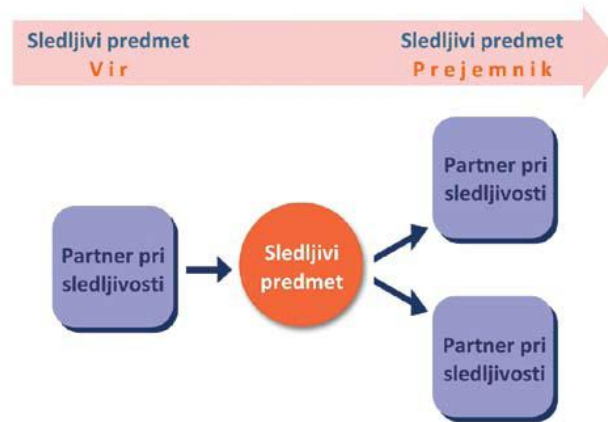 Sledljivi predmet
Vir
Sledljivi predmet
Prejemnik
Partner pri
sledljivosti
Partner pri
sledljivosti
Sledljivi
predmet
Partner pri
sledljivosti